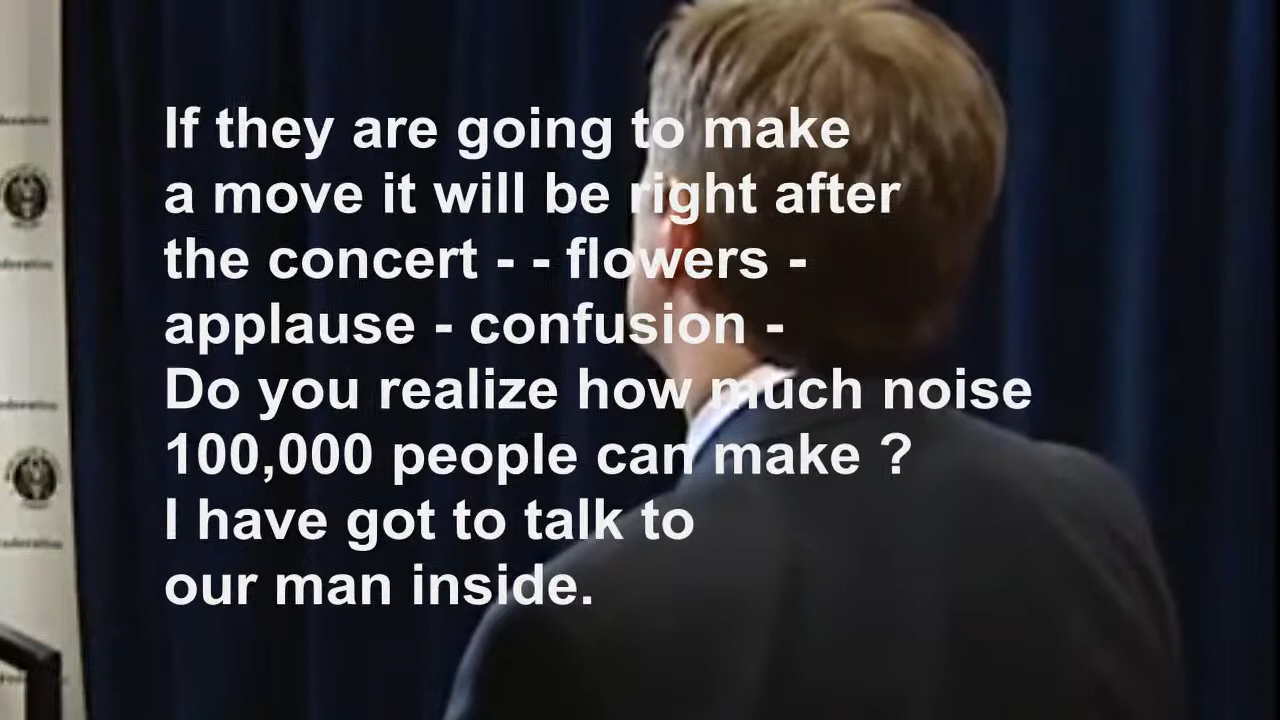 If they are going to make
a move it will be right after
the concert - - flowers -
applause - confusion -
Do you realize how much noise
100,000 people can make ?
I have got to talk to
our man inside.